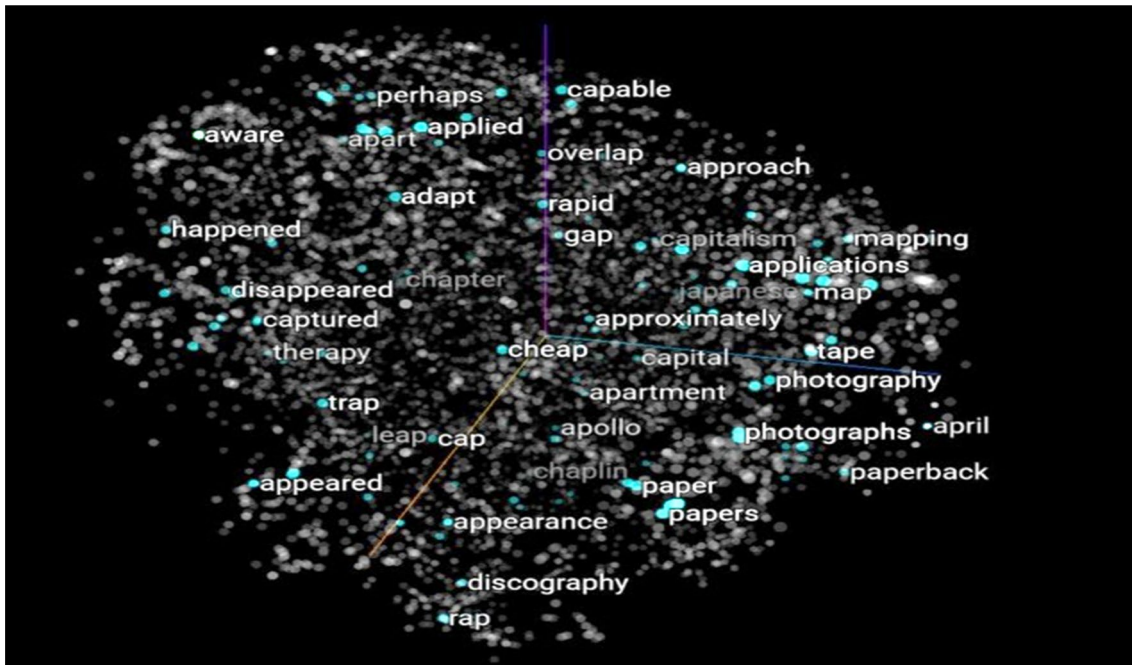 capable
perhaps
applied
aware
apart
overlap
approach
adapt
rapid
happened
gap
capitalism
mapping
applications
chapter
disappeared
japanese
map
captured
approximately
therapy
cheap
capital
tape
photography
apartment
trap
april
leap
cap
apollo
photographs
chaplin
paperback
appeared
paper
papers
appearance
discography
rap